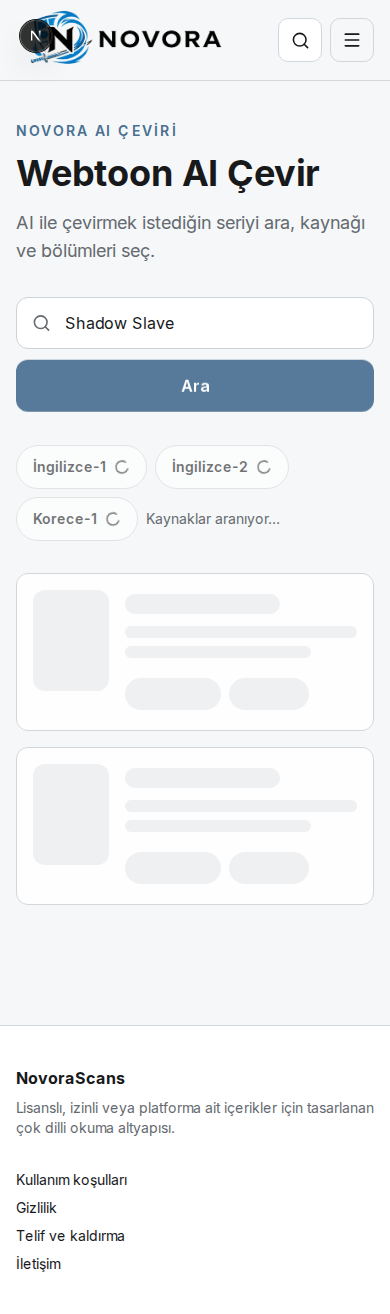 N
N NOVORA
NOVORA AI ÇEVİRİ
Webtoon AI Çevir
AI ile çevirmek istediğin seriyi ara, kaynağı
ve bölümleri seç.
Shadow Slave
Ara
İngilizce-1
İngilizce-2
Korece-1
Kaynaklar aranıyor...
NovoraScans
Lisanslı, izinli veya platforma ait içerikler için tasarlanan
çok dilli okuma altyapısı.
Kullanım koşulları
Gizlilik
Telif ve kaldırma
İletişim